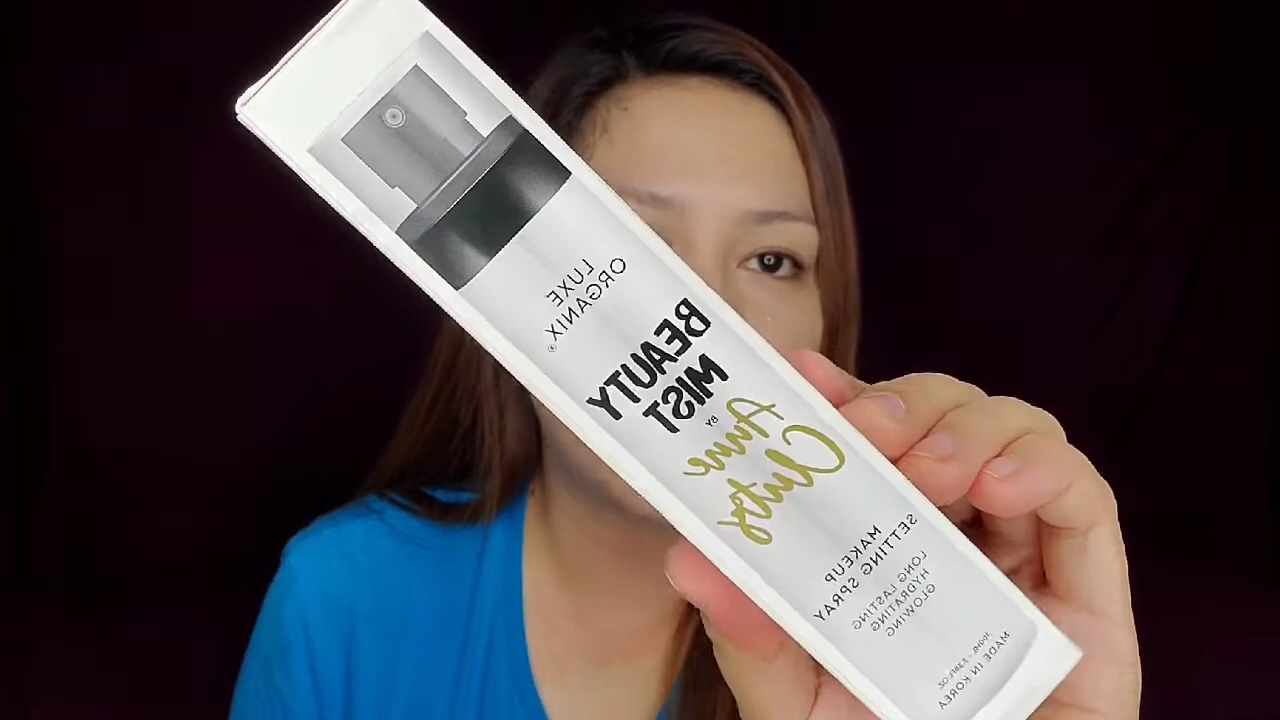 LUXE
ORGANIX®
BEAUTY
MIST
BY
Anne
Clutz
MAKEUP
SETTING SPRAY
LONG LASTING
HYDRATING
GLOWING
MADE IN KOREA